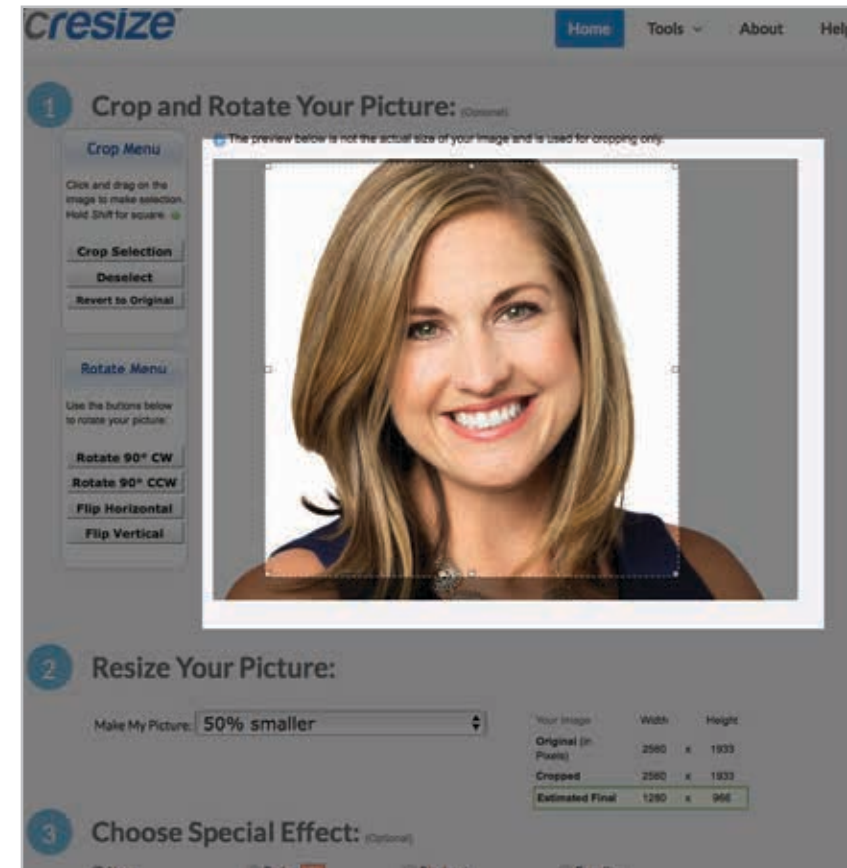 cresize
Home Tools About Help
1 Crop and Rotate Your Picture: (Optional)
The preview below is not the actual size of your image and is used for cropping only.
Crop Menu
Click and drag on the
image to make selection.
Hold Shift for square.
Crop Selection
Deselect
Revert to Original
Rotate Menu
Use the buttons below
to rotate your picture:
Rotate 90° CW
Rotate 90° CCW
Flip Horizontal
Flip Vertical
2 Resize Your Picture:
Make My Picture: 50% smaller
Your Image Width Height
Original (in
Pixels) 2560 x 1933
Cropped 2560 x 1933
Estimated Final 1280 x 966
3 Choose Special Effect: (Optional)